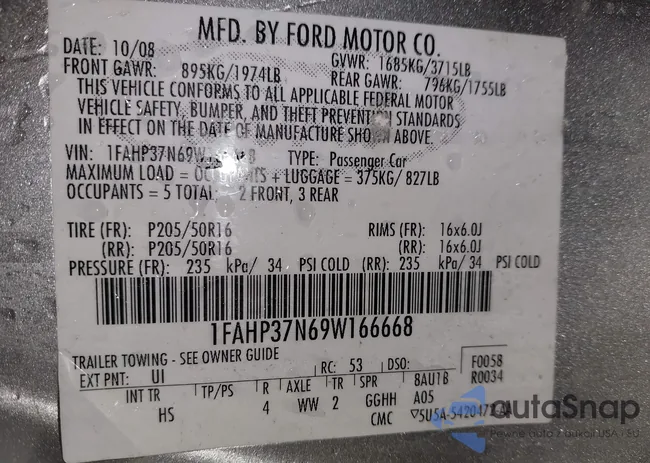 MFD. BY FORD MOTOR CO.
DATE: 10/08 GVWR: 1685KG/3715LB
FRONT GAWR: 895KG/1974LB REAR GAWR: 796KG/1755LB
THIS VEHICLE CONFORMS TO ALL APPLICABLE FEDERAL MOTOR
VEHICLE SAFETY, BUMPER, AND THEFT PREVENTION STANDARDS
IN EFFECT ON THE DATE OF MANUFACTURE SHOWN ABOVE.
VIN: TYPE: Passenger Car
MAXIMUM LOAD = OCCUPANTS + LUGGAGE = 375KG/ 827LB
OCCUPANTS = 5 TOTAL: 2 FRONT, 3 REAR
TIRE (FR): P205/50R16 RIMS (FR): 16x6.0J
(RR): P205/50R16 (RR): 16x6.0J
PRESSURE (FR): 235 kPa/ 34 PSI COLD (RR): 235 kPa/ 34 PSI COLD
1FAHP37N69W166668
TRAILER TOWING - SEE OWNER GUIDE
EXT PNT: UI RC: 53 DSO: F0058
R0034
INT TR TP/PS R AXLE TR SPR 8AU1B
HS 4 WW 2 GGHH A05
CMC
autaSnap